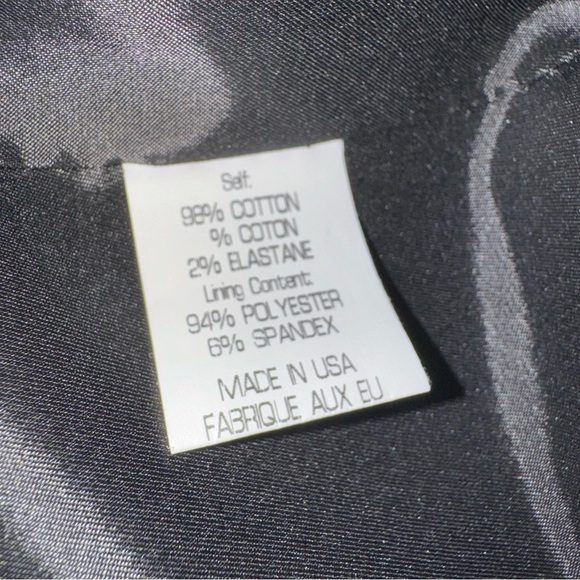 Self:
98% COTTON
% COTON
2% ELASTANE
Lining Content:
94% POLYESTER
6% SPANDEX
MADE IN USA
FABRIQUE AUX EU